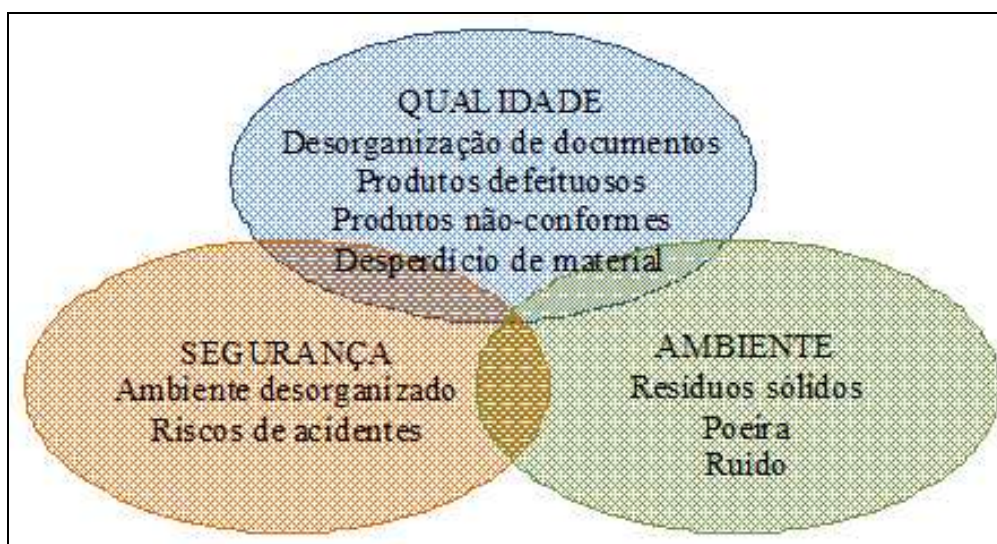 QUALIDADE
Desorganização de documentos
Produtos defeituosos
Produtos não-conformes
Desperdício de material
SEGURANÇA
Ambiente desorganizado
Riscos de acidentes
AMBIENTE
Resíduos sólidos
Poeira
Ruido